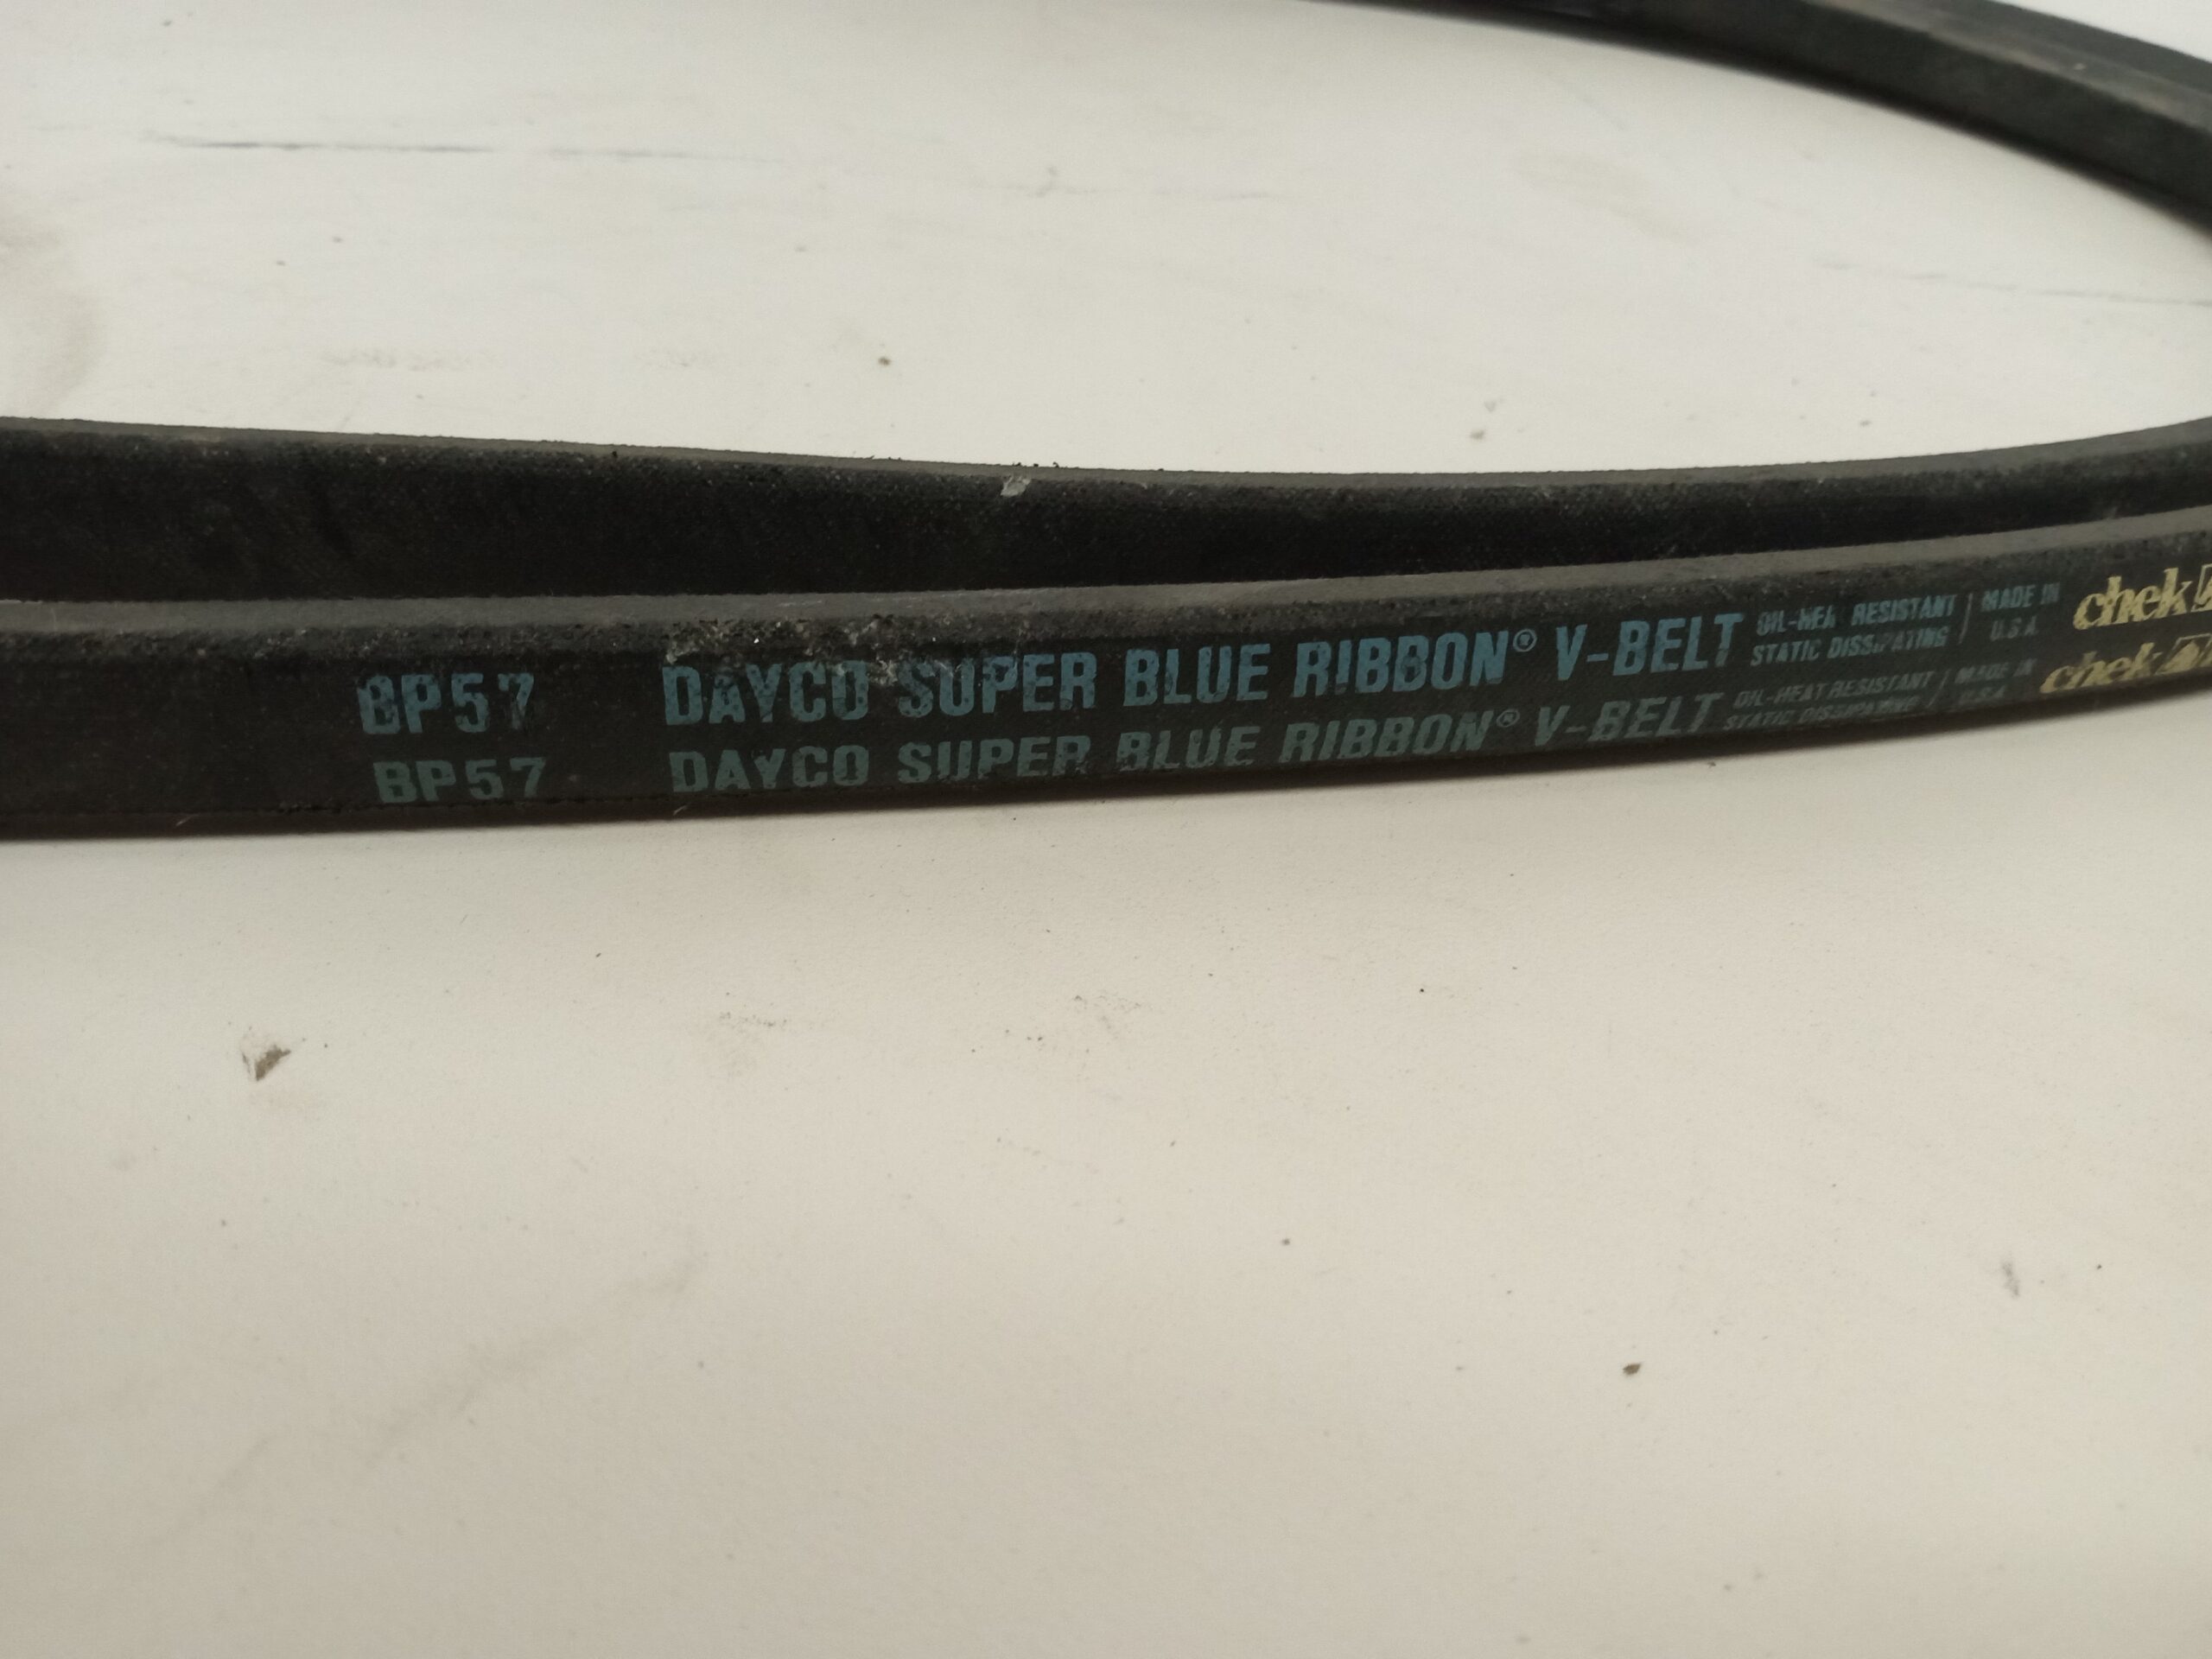 BP57 DAYCO SUPER BLUE RIBBON® V-BELT OIL-HEA RESISTANT STATIC DISSIPATING MADE IN U.S.A. chek
BP57 DAYCO SUPER BLUE RIBBON® V-BELT OIL-HEAT RESISTANT STATIC DISSIPATING MADE IN U.S.A. chek